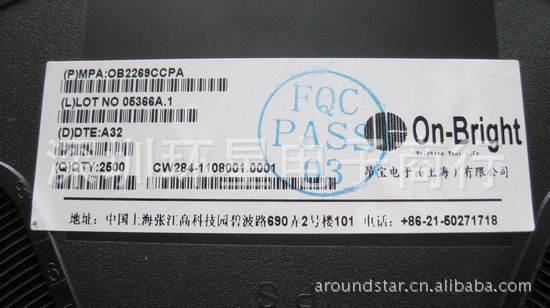 (P)MPA:OB2269CCPA
(L)LOT NO 05366A.1
(D)DTE:A32
(Q)QTY:2500
CW284-1108001.0001
FQC
PASS
03
On-Bright
Brighten Your Life
昂宝电子(上海)有限公司
地址: 中国上海张江高科技园碧波路690弄2号楼101 电话: +86-21-50271718
aroundstar.cn.alibaba.com